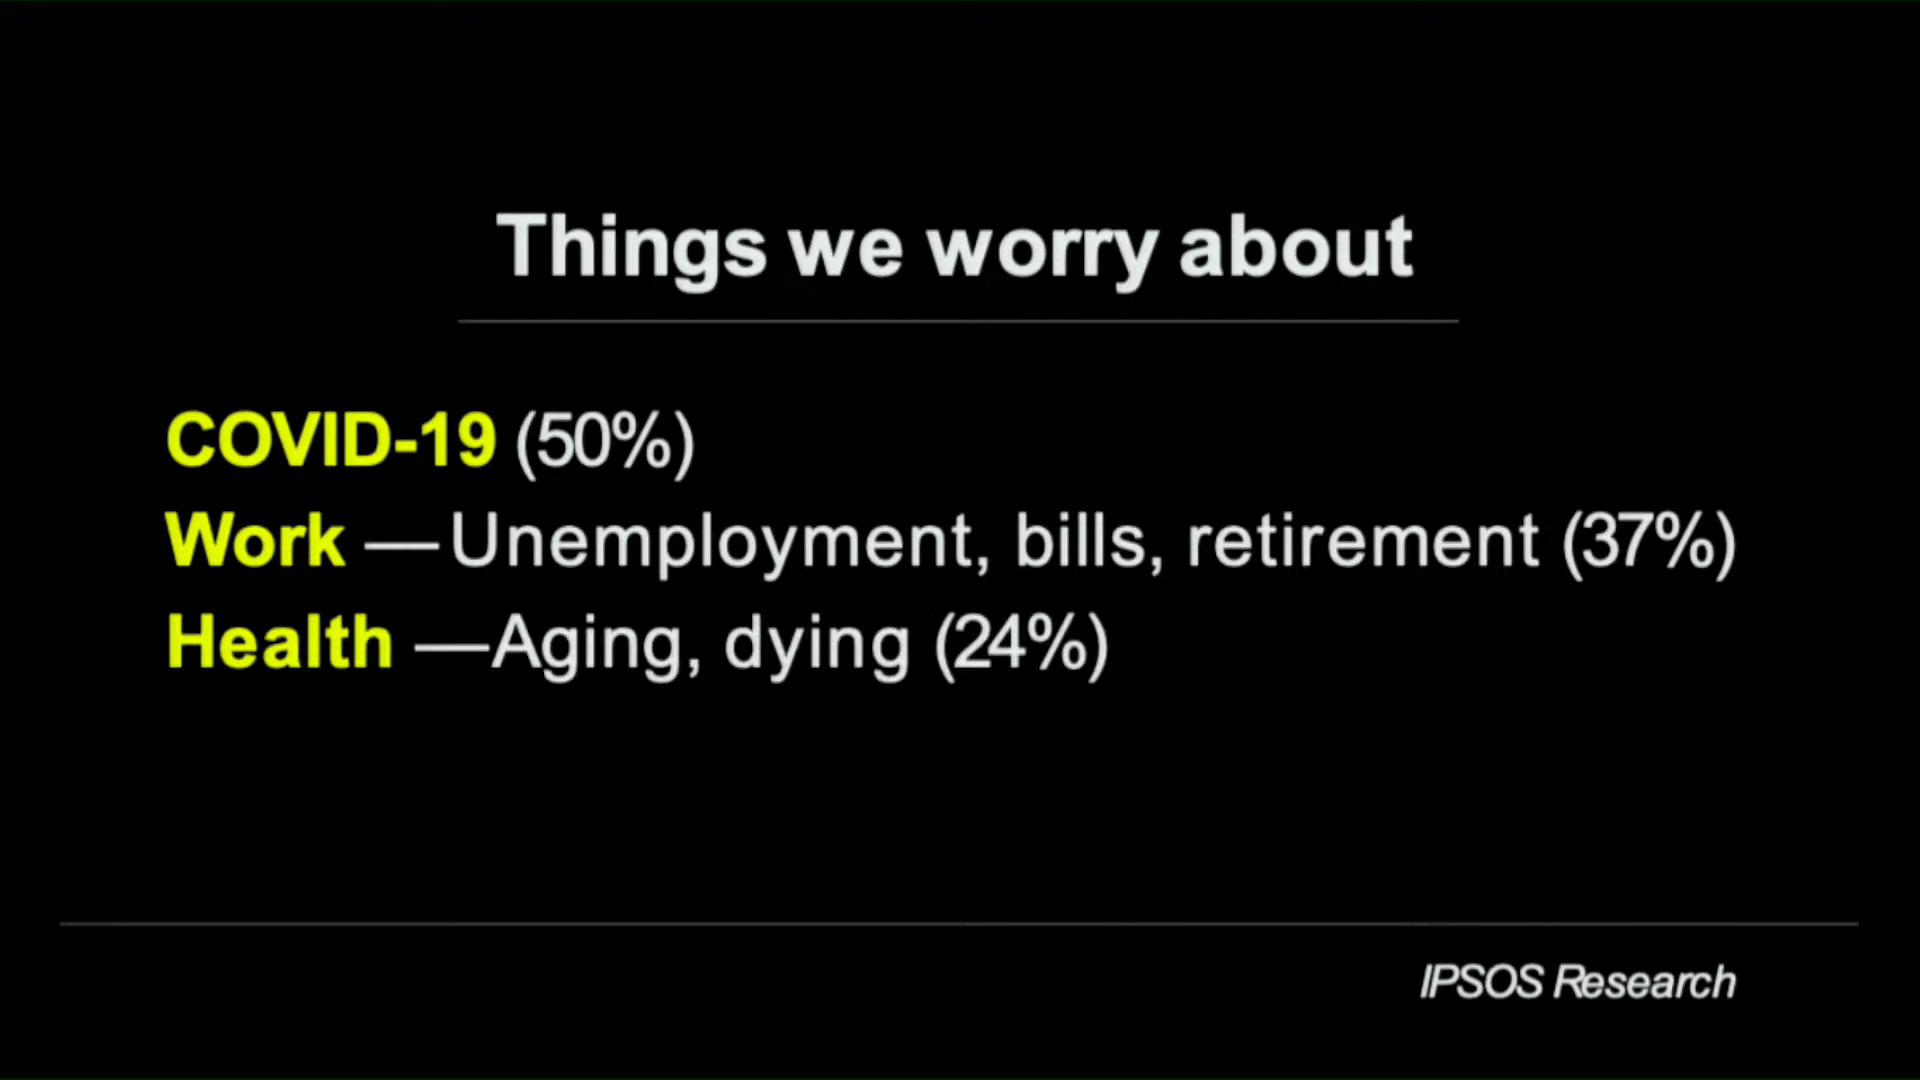 Things we worry about
COVID-19 (50%)
Work —Unemployment, bills, retirement (37%)
Health —Aging, dying (24%)
IPSOS Research